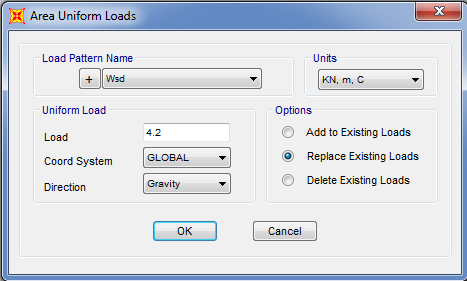 Area Uniform Loads
Load Pattern Name
+ Wsd
Units
KN, m, C
Uniform Load
Load 4.2
Coord System GLOBAL
Direction Gravity
Options
Add to Existing Loads
Replace Existing Loads
Delete Existing Loads
OK Cancel